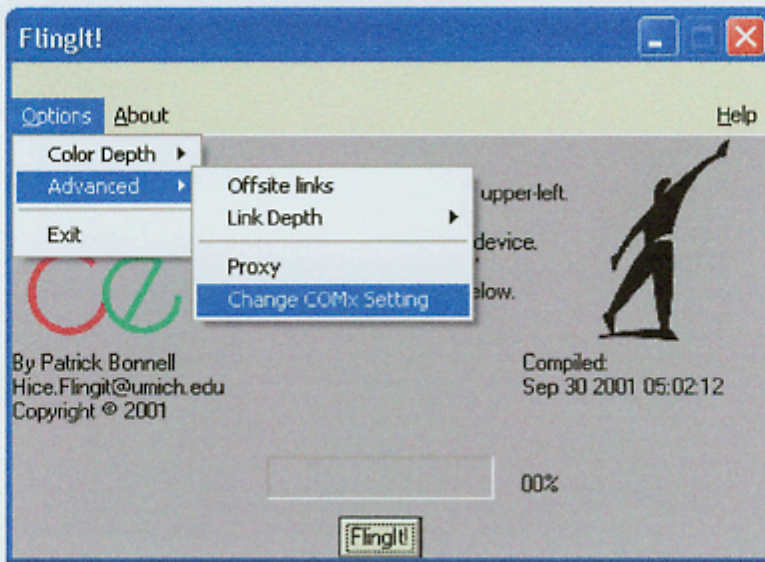 FlingIt!
Options About Help
Color Depth
Advanced
Exit
Offsite links
Link Depth
Proxy
Change COMx Setting
upper-left.
device.
elow.
ce
By Patrick Bonnell
Hice.Flingit@umich.edu
Copyright © 2001
Compiled:
Sep 30 2001 05:02:12
00%
FlingIt!